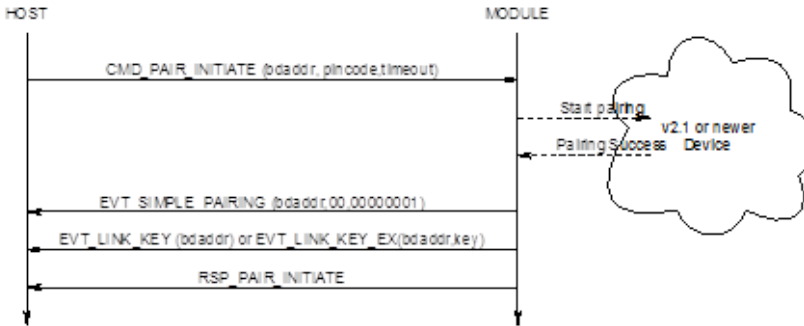 HOST
MODULE
CMD_PAIR_INITIATE (bdaddr, pincode,timeout)
Start pairing
v2.1 or newer
Pairing Success
Device
EVT_SIMPLE_PAIRING (bdaddr,00,00000001)
EVT_LINK_KEY (bdaddr) or EVT_LINK_KEY_EX(bdaddr,key)
RSP_PAIR_INITIATE